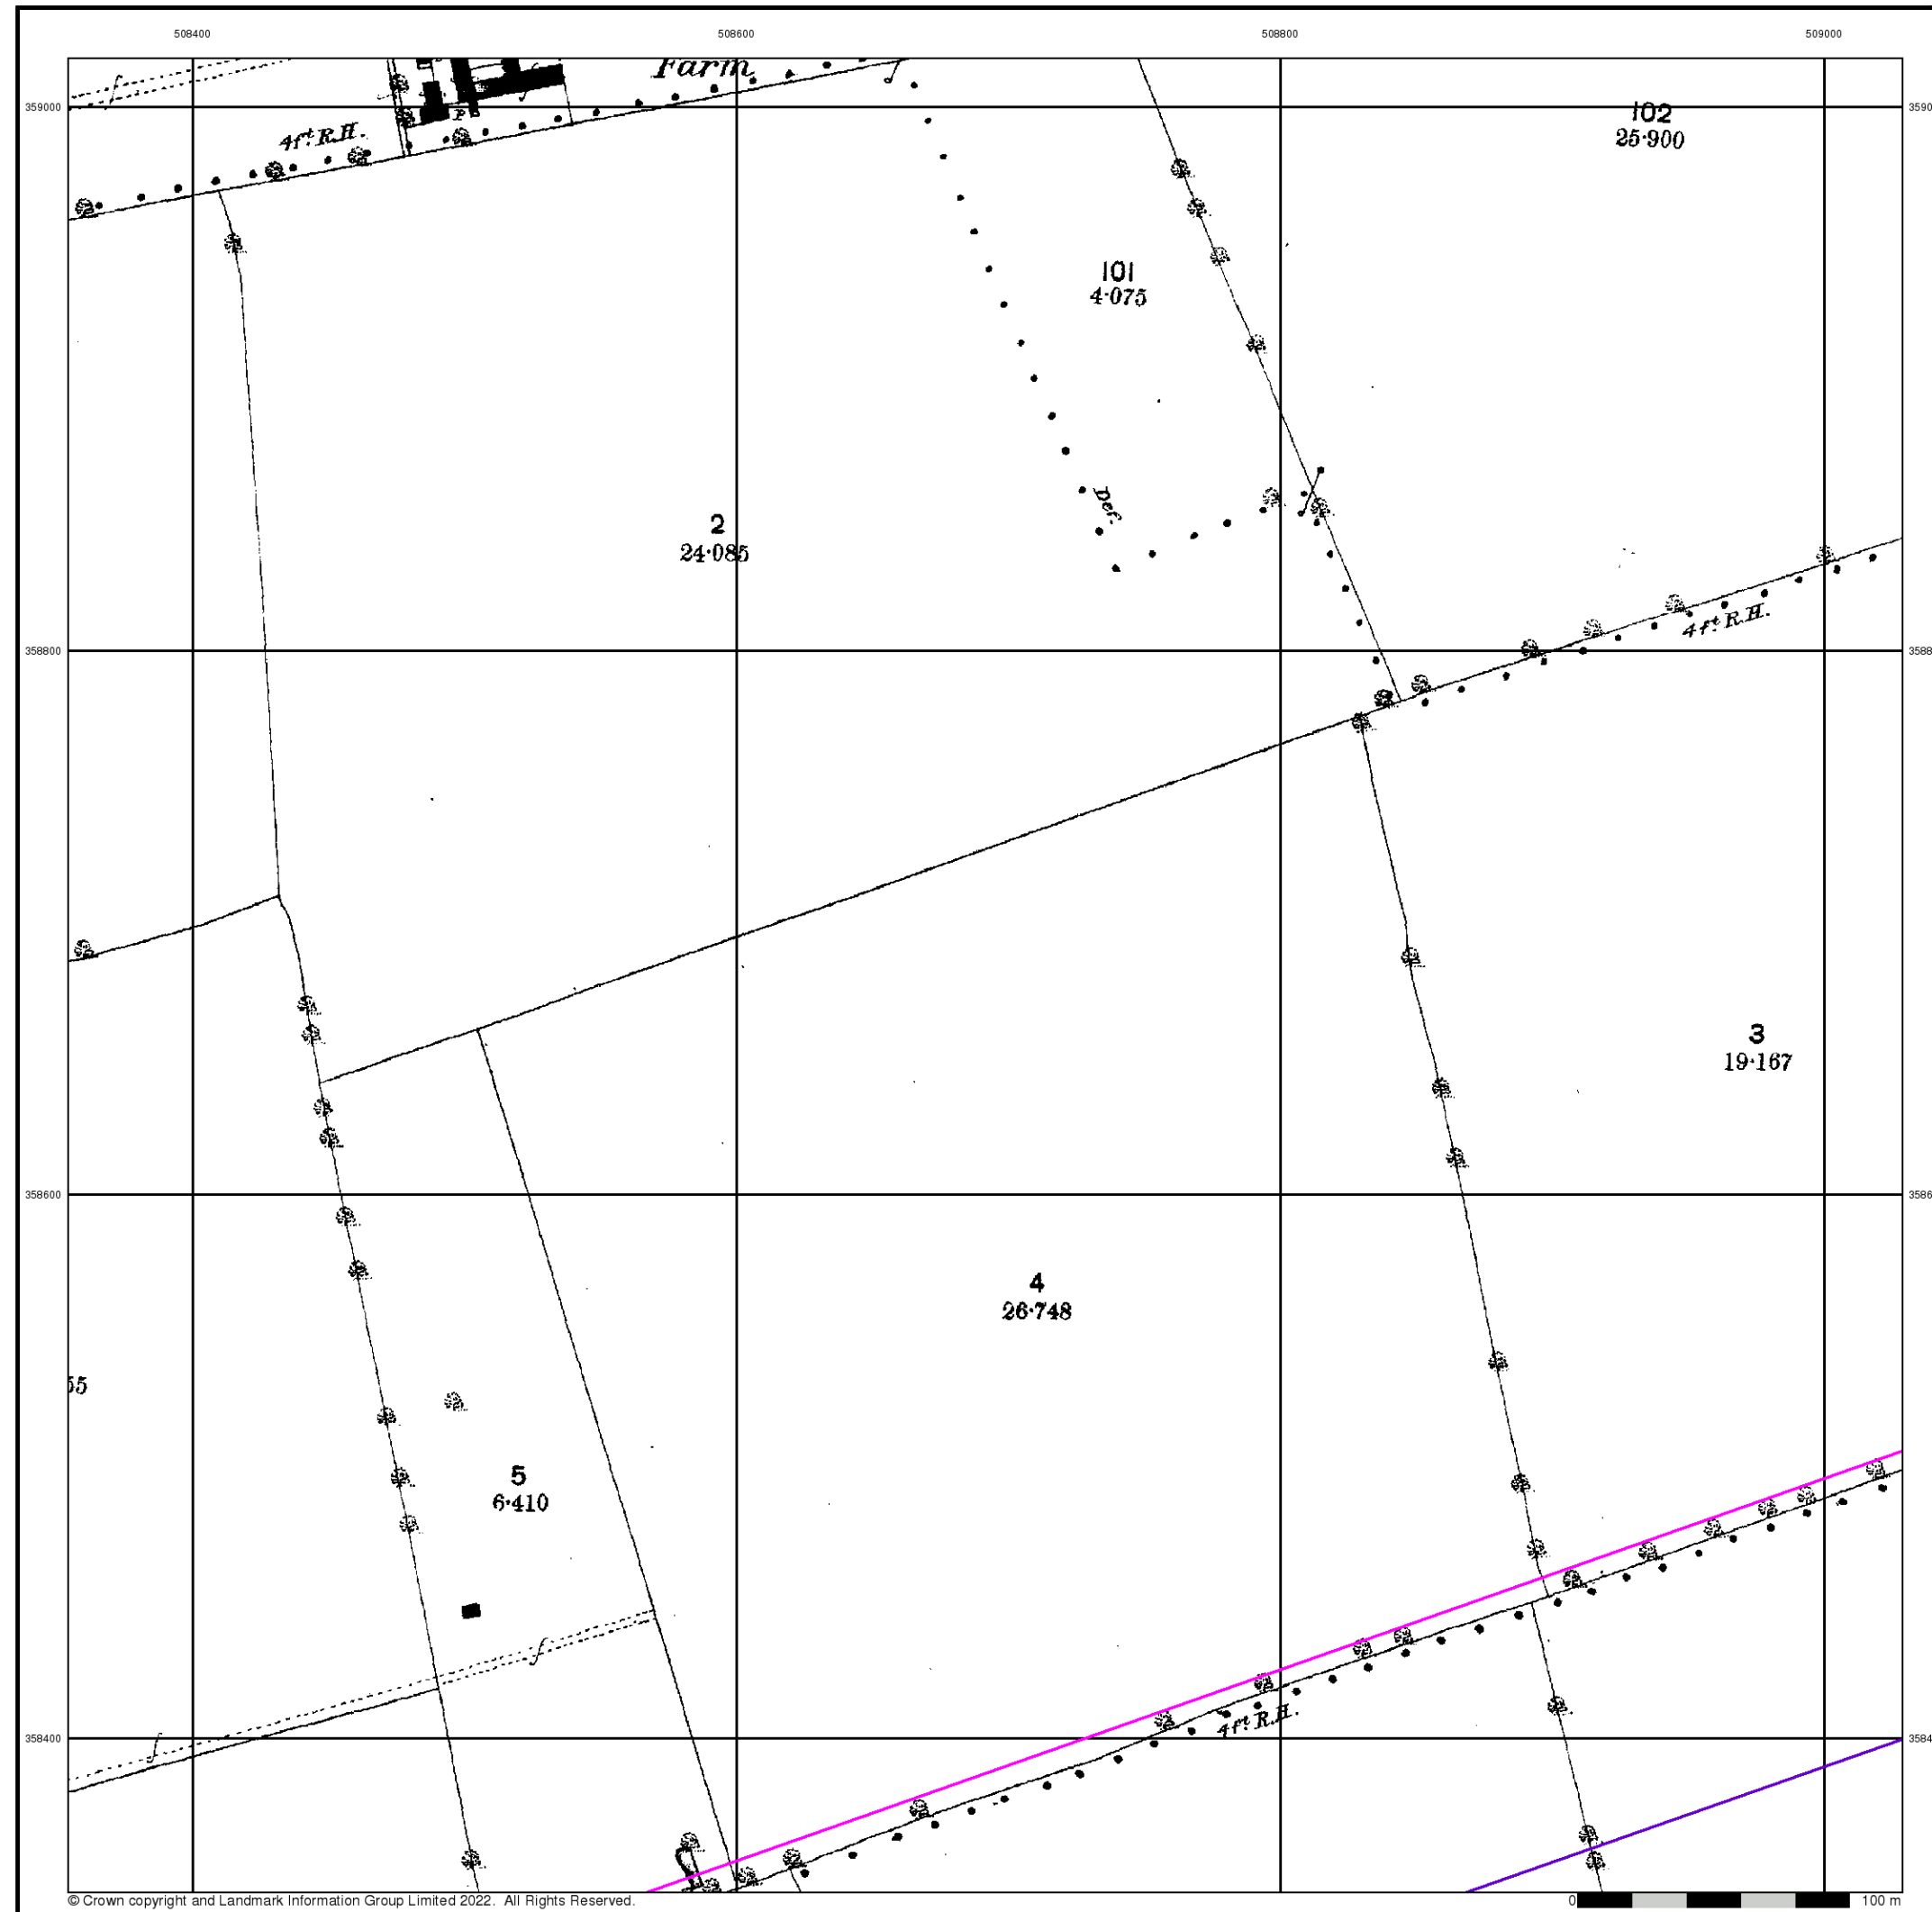 508400 508600 508800 509000
Farm
359000
4ft. R.H.
P
102
25·900
101
4·075
2
24·085
Def.
4 ft. R.H.
358800
3
19·167
358600
4
26·748
55
5
6·410
4ft. R.H.
358400
© Crown copyright and Landmark Information Group Limited 2022. All Rights Reserved.
0 100 m